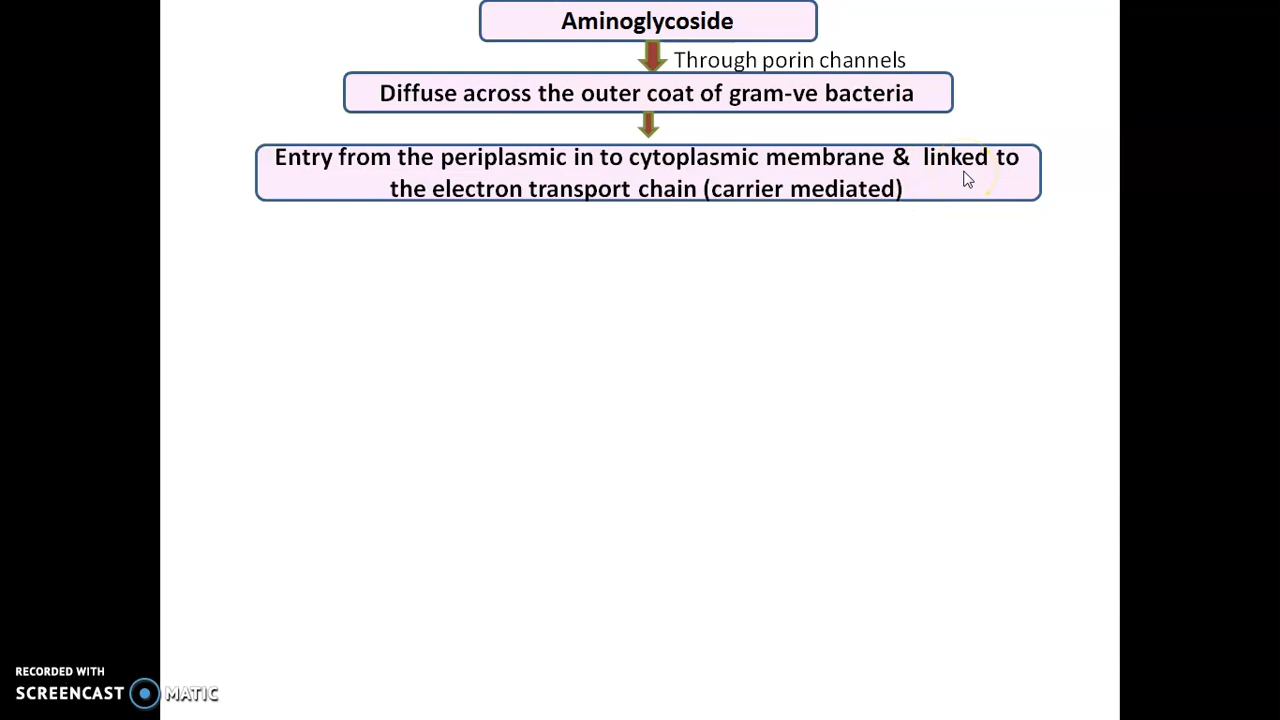 Aminoglycoside
Through porin channels
Diffuse across the outer coat of gram-ve bacteria
Entry from the periplasmic in to cytoplasmic membrane & linked to
the electron transport chain (carrier mediated)
RECORDED WITH
SCREENCAST MATIC